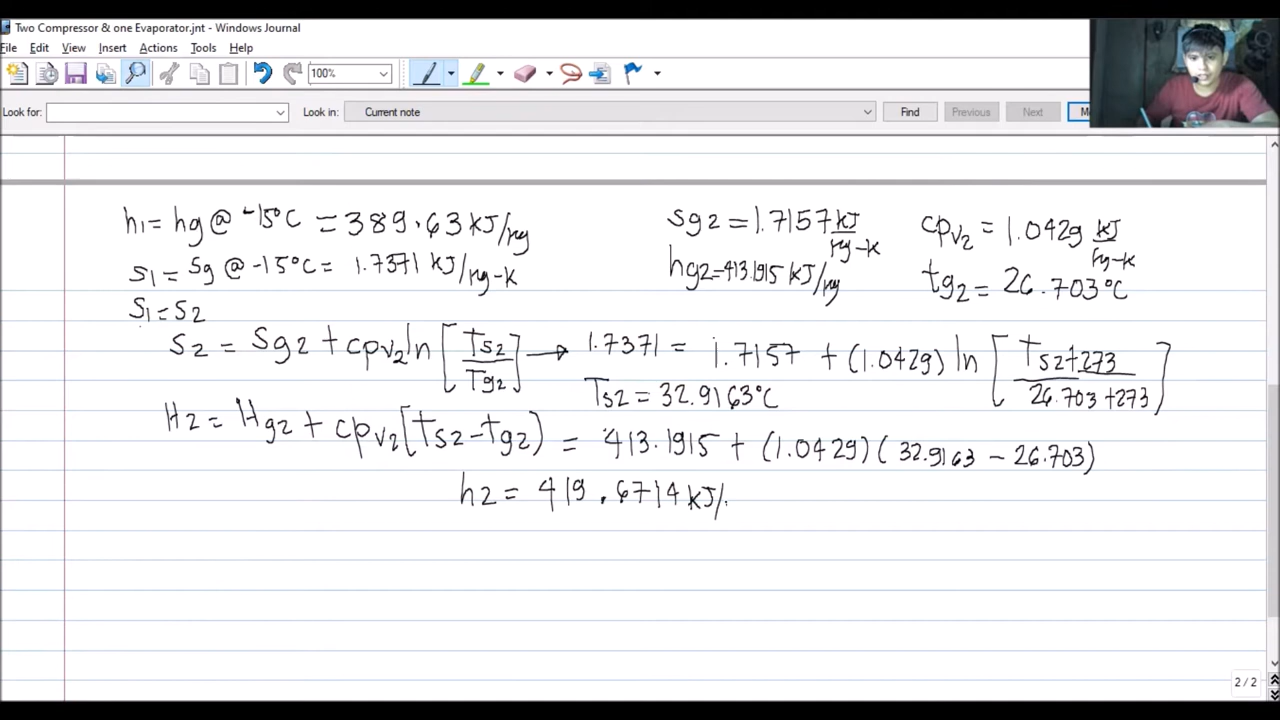 Two Compressor & one Evaporator.jnt - Windows Journal
File Edit View Insert Actions Tools Help
100%
Look for: Look in: Current note Find Previous Next
h1 = hg @ -15°C = 389.63 KJ/kg
s1 = sg @ -15°C = 1.7371 KJ/kg-K
S1 = S2
sg2 = 1.7157 KJ/kg-K
hg2 = 413.1915 KJ/kg
cpv2 = 1.0429 KJ/kg-K
tg2 = 26.703°C
S2 = Sg2 + cpv2 ln [Ts2/Tg2] → 1.7371 = 1.7157 + (1.0429) ln [Ts2+273/26.703+273]
Ts2 = 32.9163°C
H2 = Hg2 + cpv2 [ts2 - tg2) = 413.1915 + (1.0429) (32.9163 - 26.703)
h2 = 419.6714 KJ/
2 / 2